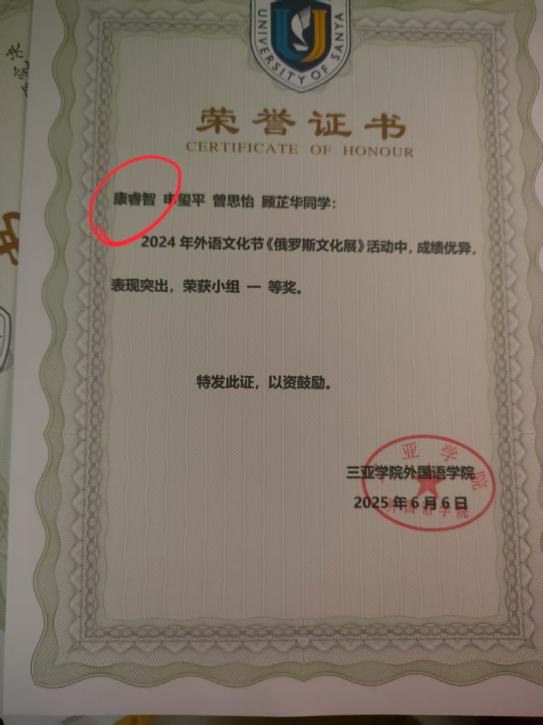 UNIVERSITY OF SANYA
荣誉证书
CERTIFICATE OF HONOUR
康睿智 申玺平 曾思怡 顾芷华同学：
2024 年外语文化节《俄罗斯文化展》活动中，成绩优异，
表现突出，荣获小组 一 等奖。
特发此证，以资鼓励。
三亚学院外国语学院
2025 年 6 月 6 日